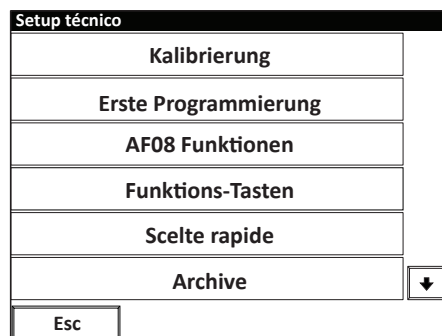 Setup técnico
Kalibrierung
Erste Programmierung
AF08 Funktionen
Funktions-Tasten
Scelte rapide
Archive
Esc